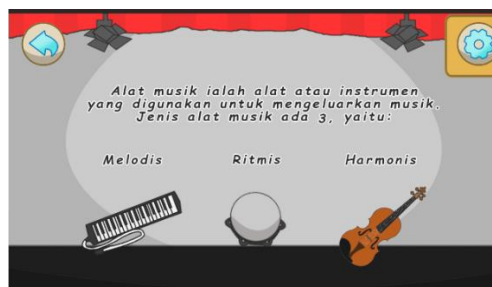 Alat musik ialah alat atau instrumen
yang digunakan untuk mengeluarkan musik.
Jenis alat musik ada 3, yaitu:
Melodis Ritmis Harmonis